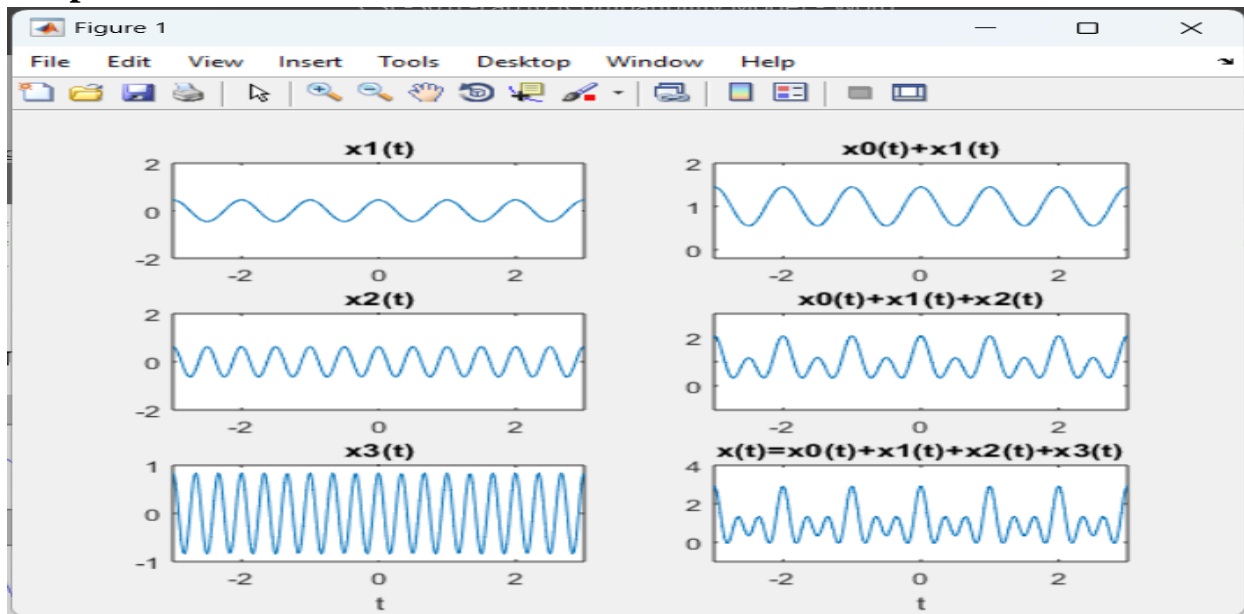 Figure 1
File Edit View Insert Tools Desktop Window Help
x1(t)
2
0
-2
-2 0 2
x0(t)+x1(t)
2
1
0
-2 0 2
x2(t)
2
0
-2
-2 0 2
x0(t)+x1(t)+x2(t)
2
0
-2 0 2
x3(t)
1
0
-1
-2 0 2
t
x(t)=x0(t)+x1(t)+x2(t)+x3(t)
4
2
0
-2 0 2
t